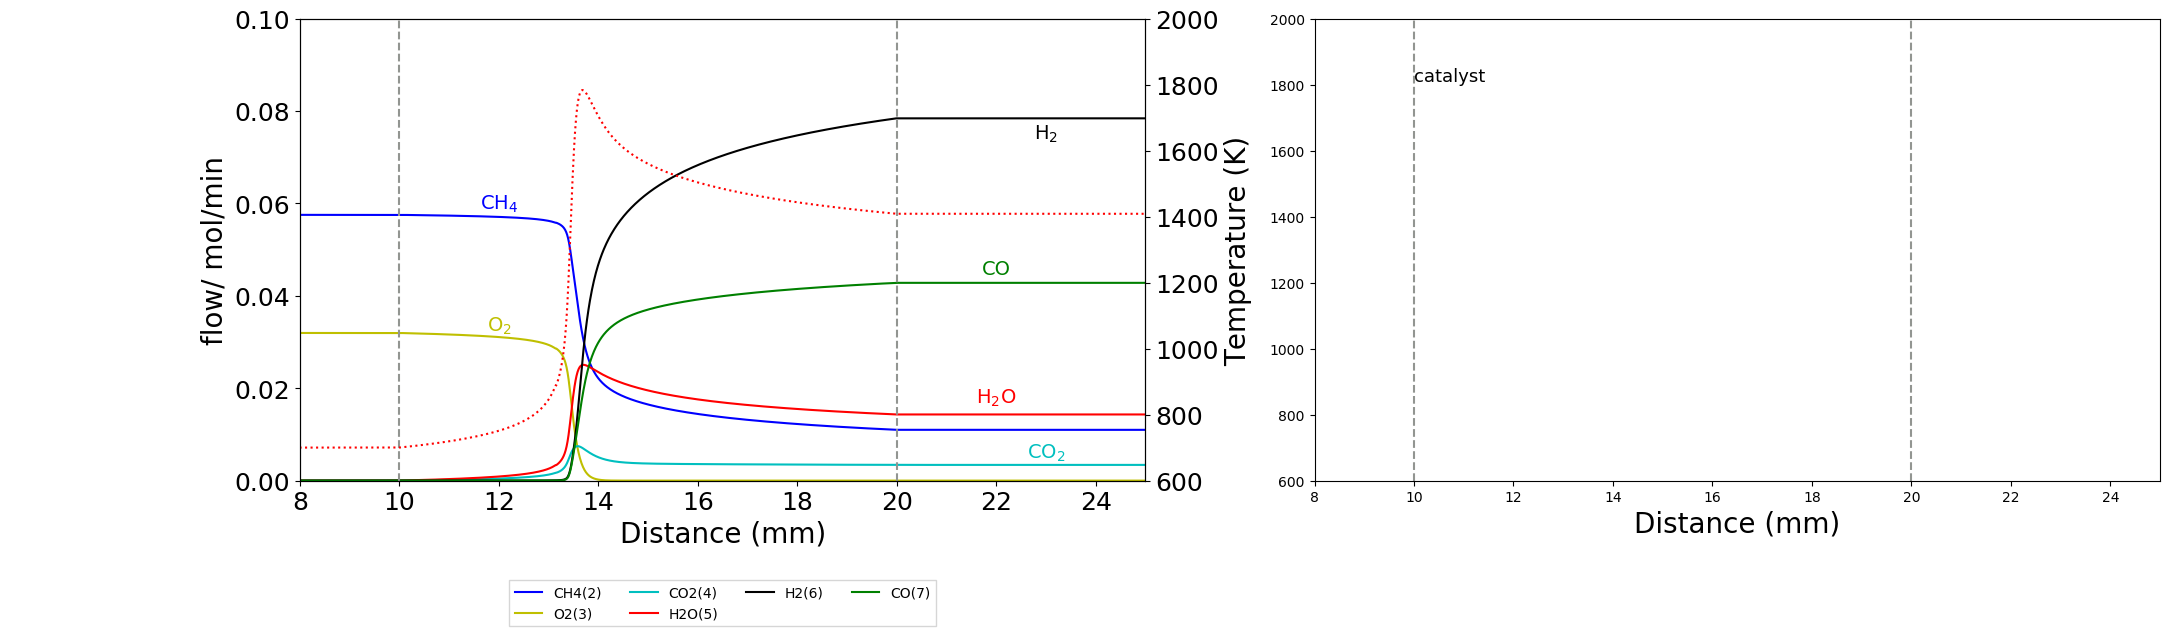 0.10
0.08
0.06
0.04
0.02
0.00
flow/ mol/min
8 10 12 14 16 18 20 22 24
Distance (mm)
CH4
O2
H2
CO
H2O
CO2
2000
1800
1600
1400
1200
1000
800
600
Temperature (K)
CH4(2) CO2(4) H2(6) CO(7)
O2(3) H2O(5)
2000
1800
1600
1400
1200
1000
800
600
catalyst
8 10 12 14 16 18 20 22 24
Distance (mm)